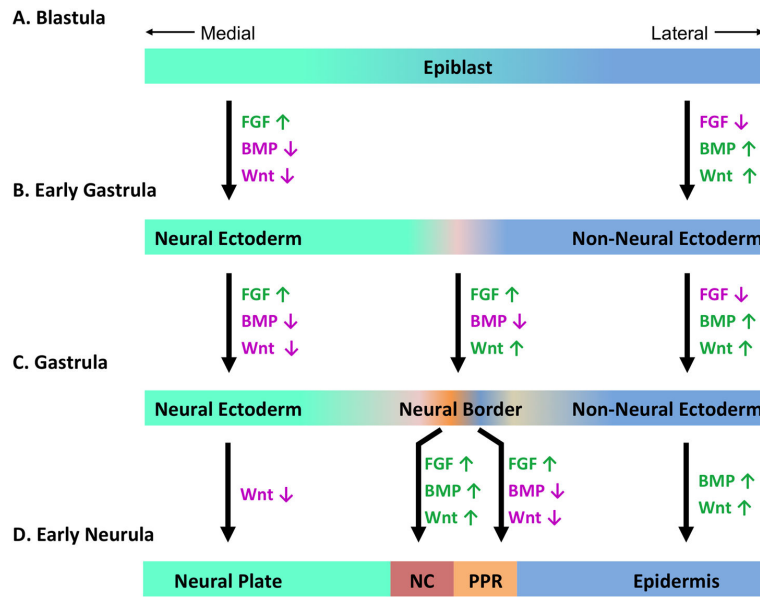 A. Blastula
Medial
Lateral
Epiblast
FGF ↑
BMP ↓
Wnt ↓
FGF ↓
BMP ↑
Wnt ↑
B. Early Gastrula
Neural Ectoderm
Non-Neural Ectoderm
FGF ↑
BMP ↓
Wnt ↓
FGF ↑
BMP ↓
Wnt ↑
FGF ↓
BMP ↑
Wnt ↑
C. Gastrula
Neural Ectoderm
Neural Border
Non-Neural Ectoderm
Wnt ↓
FGF ↑
BMP ↑
Wnt ↑
FGF ↑
BMP ↓
Wnt ↓
BMP ↑
Wnt ↑
D. Early Neurula
Neural Plate
NC
PPR
Epidermis